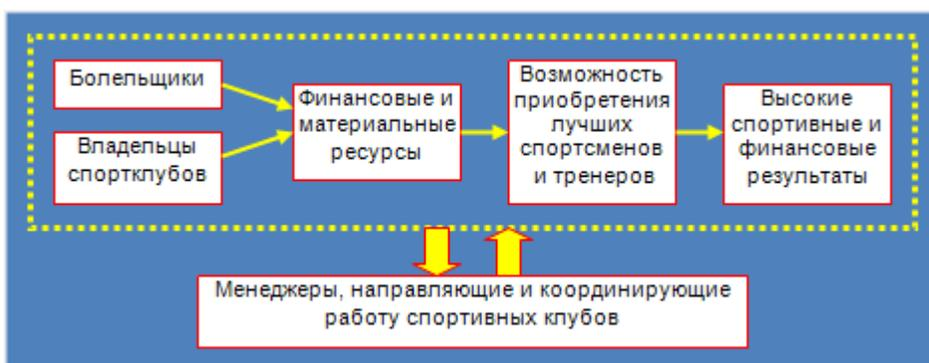 Болельщики
Владельцы
спортклубов
Финансовые и
материальные
ресурсы
Возможность
приобретения
лучших
спортсменов
и тренеров
Высокие
спортивные и
финансовые
результаты
Менеджеры, направляющие и координирующие
работу спортивных клубов